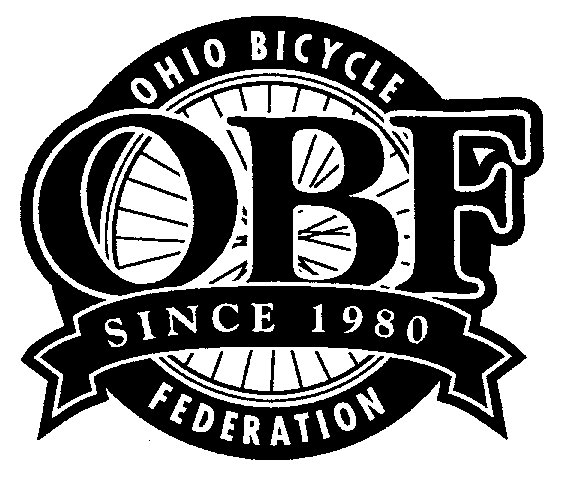 OHIO BICYCLE
OBF
SINCE 1980
FEDERATION